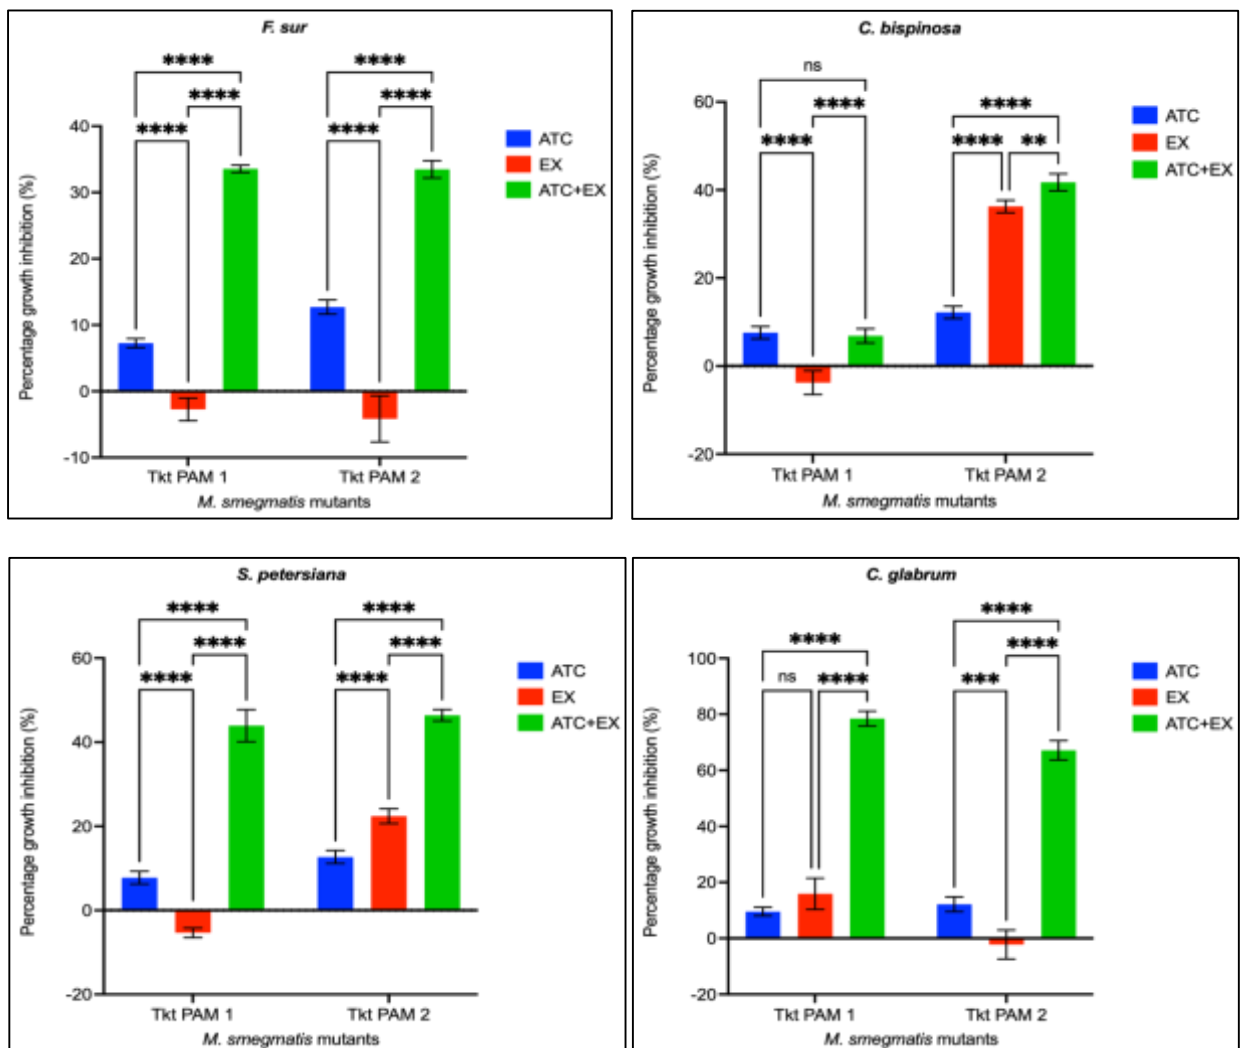 F. sur
****
****
****
****
****
****
Percentage growth inhibition (%)
40
30
20
10
0
-10
Tkt PAM 1
Tkt PAM 2
M. smegmatis mutants
ATC
EX
ATC+EX
C. bispinosa
ns
****
****
****
****
**
Percentage growth inhibition (%)
60
40
20
0
-20
Tkt PAM 1
Tkt PAM 2
M. smegmatis mutants
ATC
EX
ATC+EX
S. petersiana
****
****
****
****
****
****
Percentage growth inhibition (%)
60
40
20
0
-20
Tkt PAM 1
Tkt PAM 2
M. smegmatis mutants
ATC
EX
ATC+EX
C. glabrum
****
ns
****
****
****
***
Percentage growth inhibition (%)
100
80
60
40
20
0
-20
Tkt PAM 1
Tkt PAM 2
M. smegmatis mutants
ATC
EX
ATC+EX